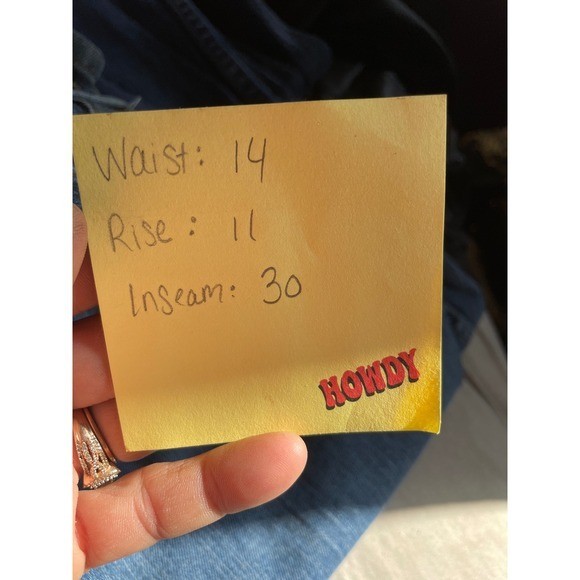 Waist: 14
Rise: 11
Inseam: 30
HOWDY